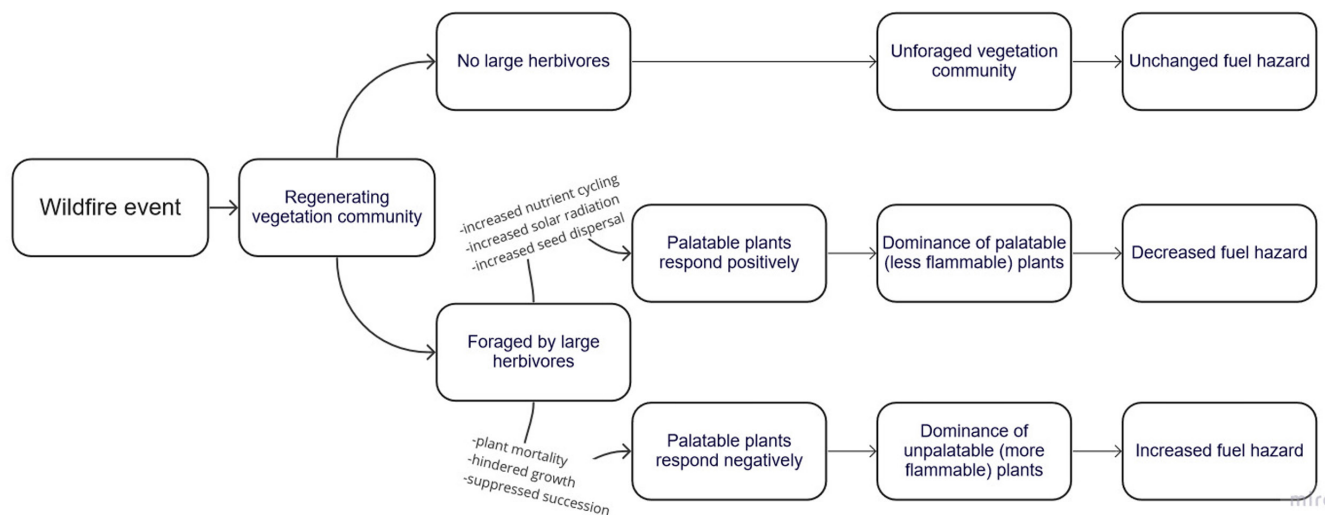 No large herbivores
Unforaged vegetation
community
Unchanged fuel hazard
Wildfire event
Regenerating
vegetation community
-increased nutrient cycling
-increased solar radiation
-increased seed dispersal
Palatable plants
respond positively
Dominance of palatable
(less flammable) plants
Decreased fuel hazard
Foraged by large
herbivores
-plant mortality
-hindered growth
-suppressed succession
Palatable plants
respond negatively
Dominance of
unpalatable (more
flammable) plants
Increased fuel hazard